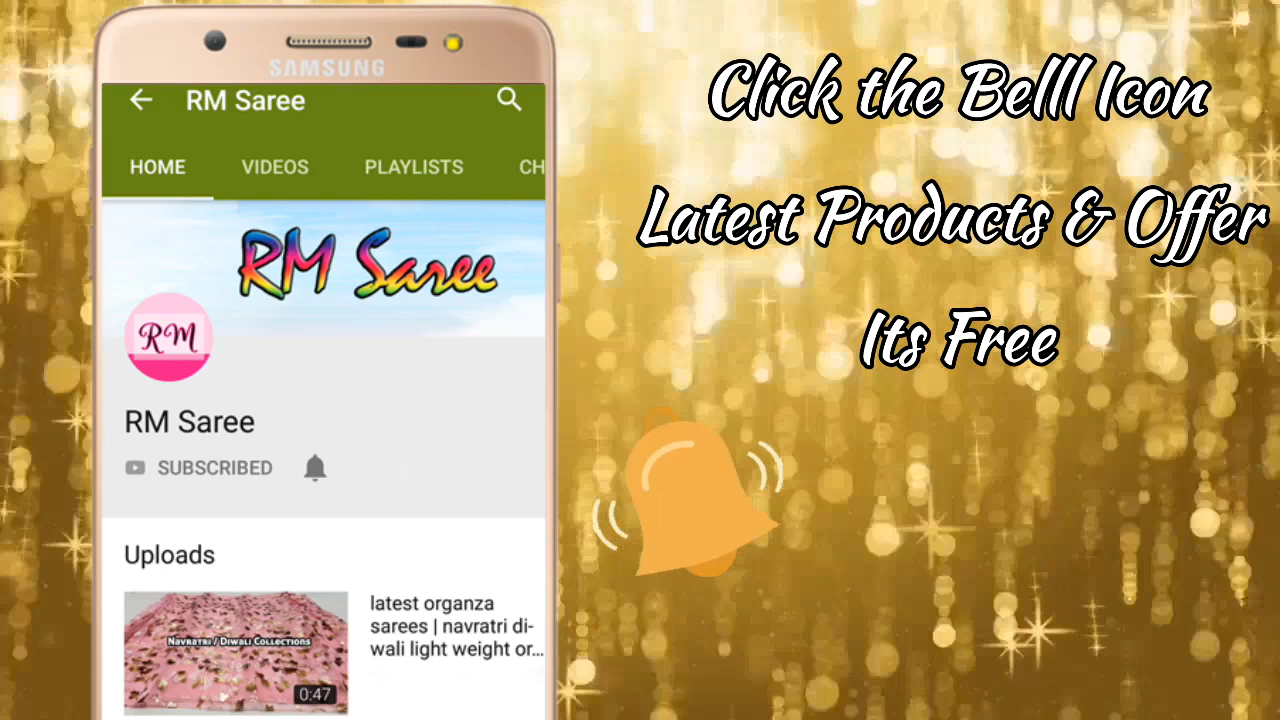 SAMSUNG
RM Saree
HOME VIDEOS PLAYLISTS CH
RM Saree
RM
RM Saree
SUBSCRIBED
Uploads
NAVRATRI / DIWALI COLLECTIONS
0:47
latest organza
sarees | navratri di-
wali light weight or...
Click the Belll Icon
Latest Products & Offer
Its Free